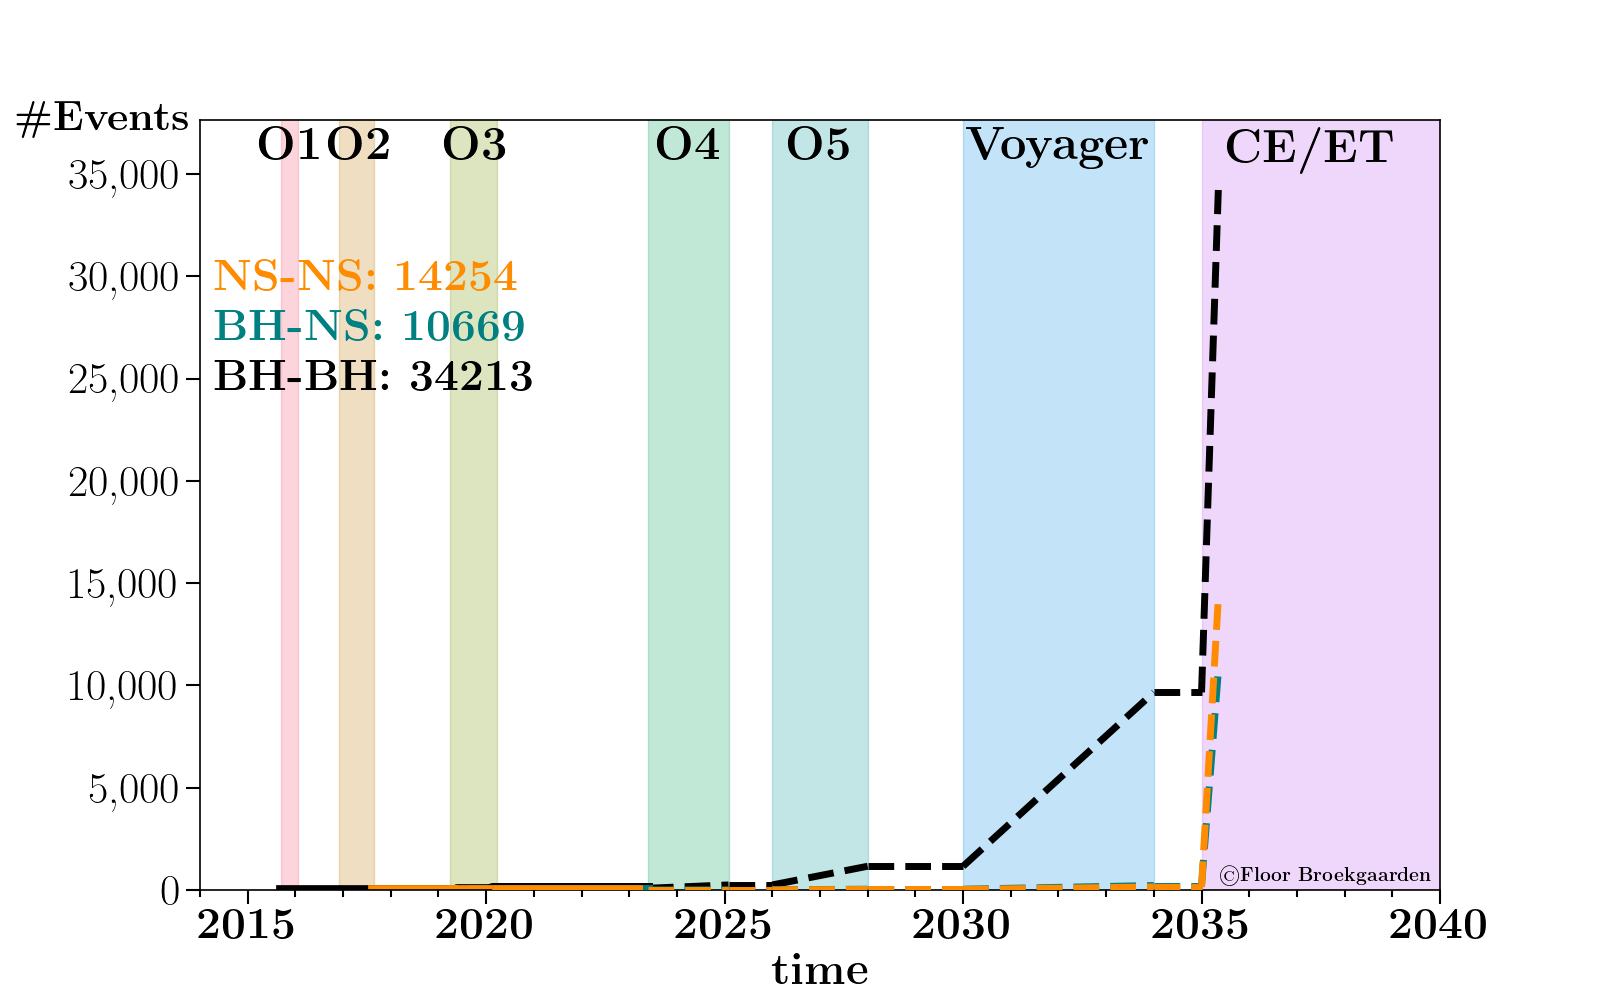 #Events
O1 O2 O3 O4 O5 Voyager CE/ET
35,000
30,000
NS-NS: 14254
BH-NS: 10669
25,000
BH-BH: 34213
20,000
15,000
10,000
5,000
©Floor Broekgaarden
0
2015 2020 2025 2030 2035 2040
time